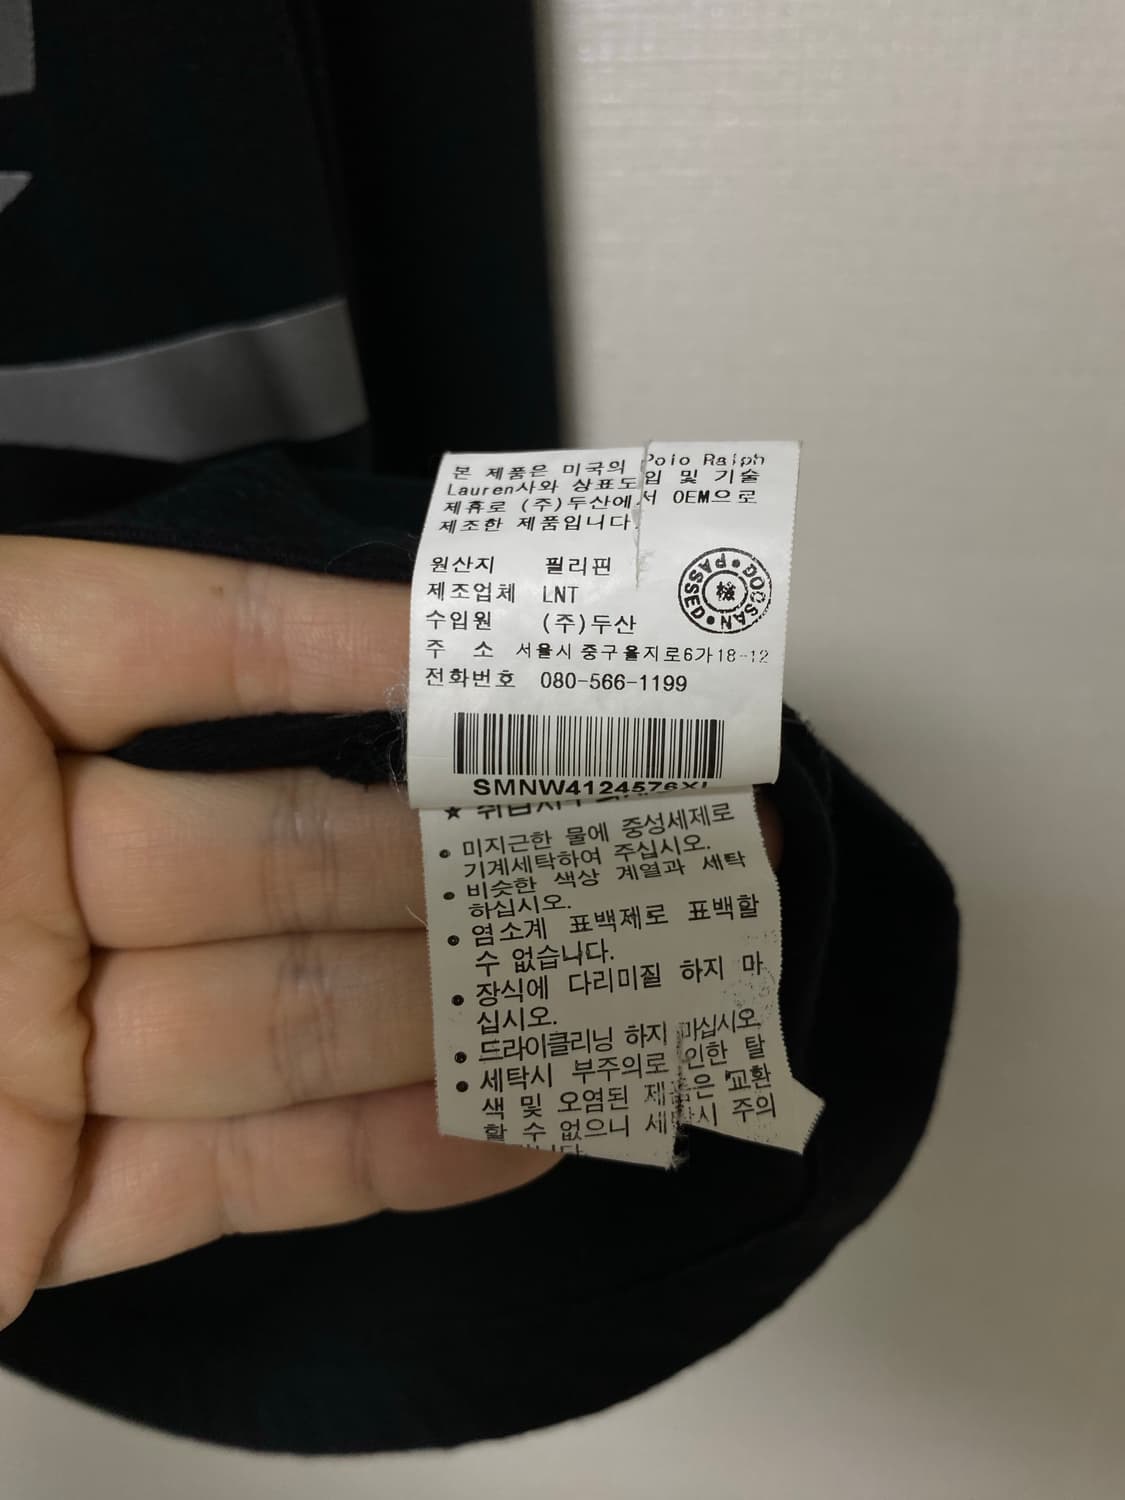 본 제품은 미국의 Polo Ralph
Lauren사와 상표도입 및 기술
제휴로 (주)두산에서 OEM으로
제조한 제품입니다.
원산지 필리핀
제조업체 LNT
수입원 (주)두산
주 소 서울시 중구 을지로6가 18-12
전화번호 080-566-1199
PASSED DOOSAN
SMNW4124576XL
★ 취급시
• 미지근한 물에 중성세제로
기계세탁하여 주십시오.
• 비슷한 색상 계열과 세탁
하십시오.
• 염소계 표백제로 표백할
수 없습니다.
• 장식에 다리미질 하지 마
십시오.
• 드라이클리닝 하지 마십시오.
• 세탁시 부주의로 인한 탈
색 및 오염된 제품은 교환
할 수 없으니 세탁시 주의